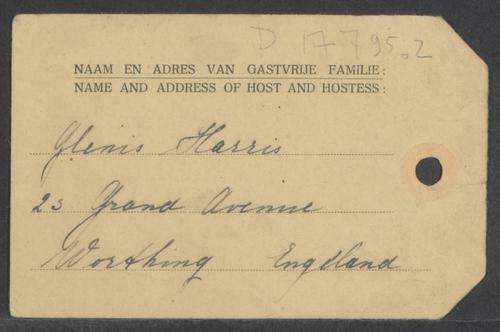 D 17795.2
NAAM EN ADRES VAN GASTVRIJE FAMILIE:
NAME AND ADDRESS OF HOST AND HOSTESS:
Glenis Harris
23 Grand Avenue
Worthing England